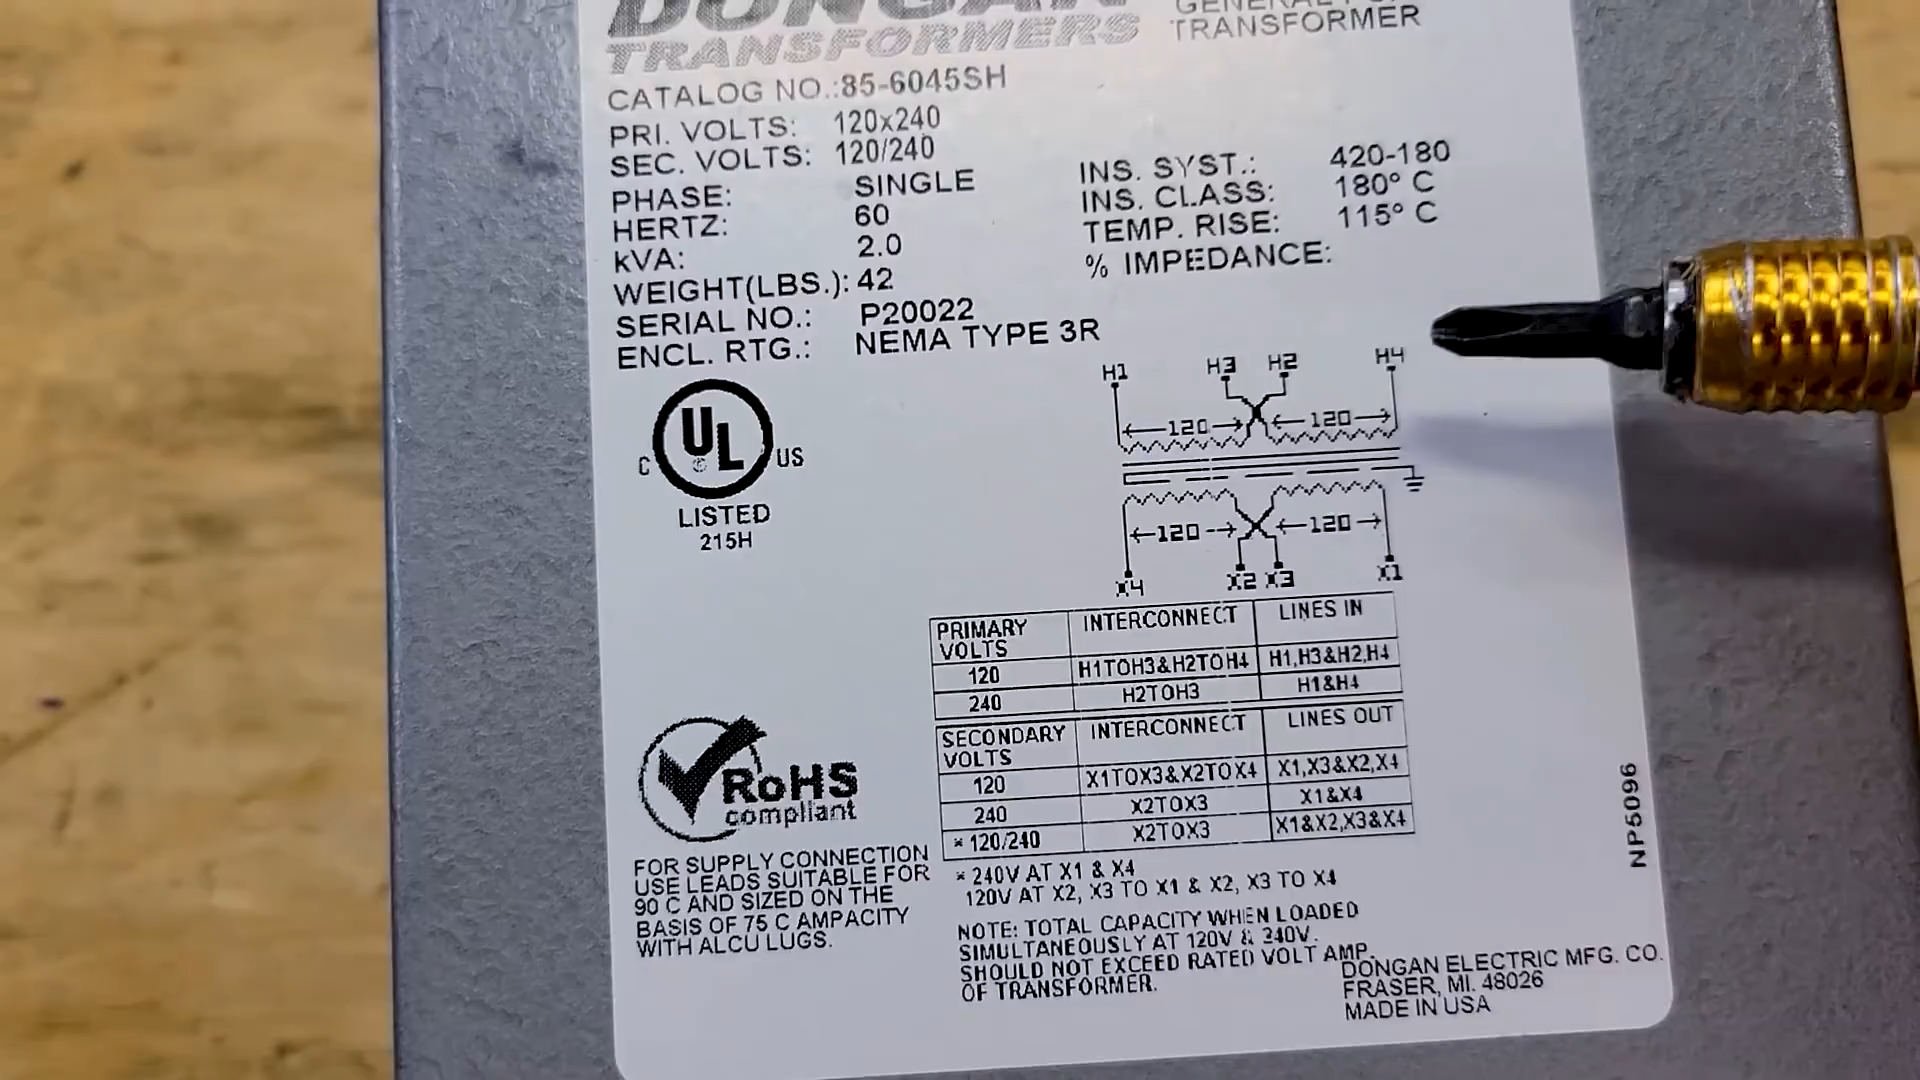 DONGAN
TRANSFORMERS
TRANSFORMER
CATALOG NO.:85-6045SH
PRI. VOLTS: 120x240
SEC. VOLTS: 120/240
PHASE: SINGLE
HERTZ: 60
kVA: 2.0
WEIGHT(LBS.): 42
SERIAL NO.: P20022
ENCL. RTG.: NEMA TYPE 3R
INS. SYST.: 420-180
INS. CLASS: 180° C
TEMP. RISE: 115° C
% IMPEDANCE:
H1 H3 H2 H4
120 120
120 120
X4 X2 X3 X1
C UL US
LISTED
215H
PRIMARY VOLTS INTERCONNECT LINES IN
120 H1TOH3&H2TOH4 H1,H3&H2,H4
240 H2TOH3 H1&H4
SECONDARY VOLTS INTERCONNECT LINES OUT
120 X1TOX3&X2TOX4 X1,X3&X2,X4
240 X2TOX3 X1&X4
* 120/240 X2TOX3 X1&X2,X3&X4
* 240V AT X1 & X4
120V AT X2, X3 TO X1 & X2, X3 TO X4
NOTE: TOTAL CAPACITY WHEN LOADED
SIMULTANEOUSLY AT 120V & 240V.
SHOULD NOT EXCEED RATED VOLT AMP.
OF TRANSFORMER.
RoHS
compliant
FOR SUPPLY CONNECTION
USE LEADS SUITABLE FOR
90 C AND SIZED ON THE
BASIS OF 75 C AMPACITY
WITH ALCU LUGS.
DONGAN ELECTRIC MFG. CO.
FRASER, MI. 48026
MADE IN USA
NP5096